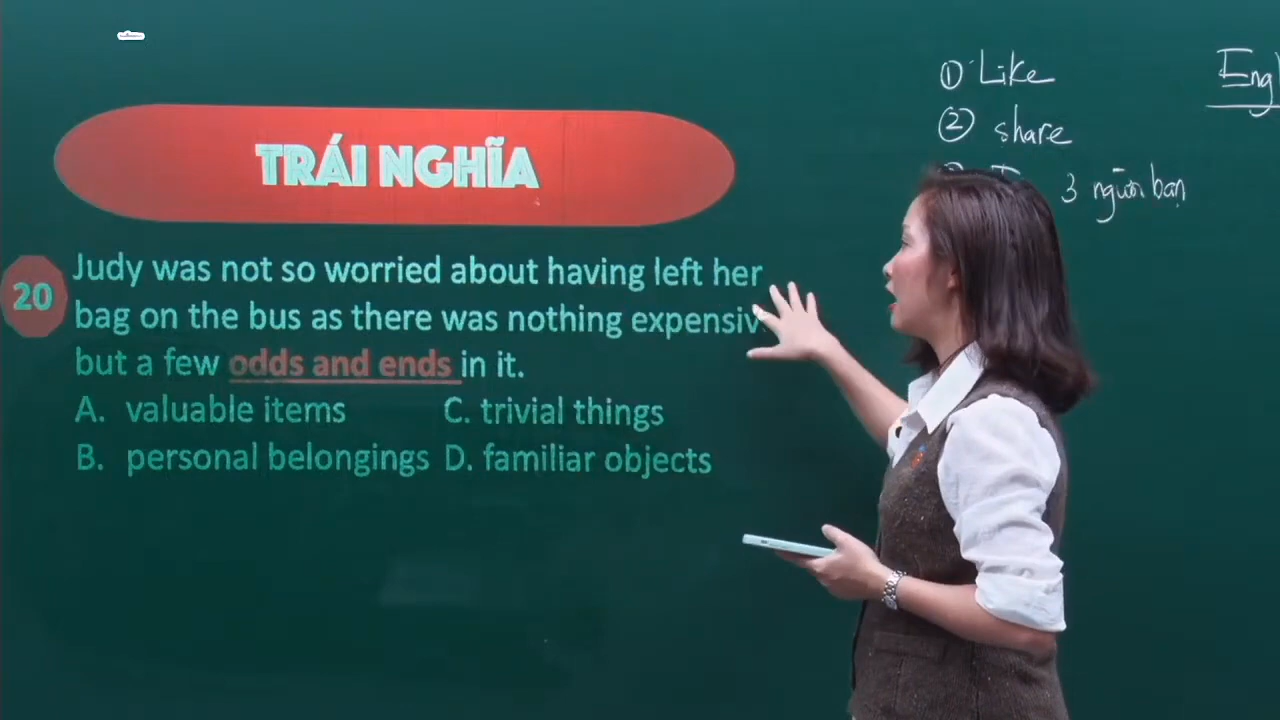 ① Like
Eng
② share
3 người bạn
TRÁI NGHĨA
20
Judy was not so worried about having left her
bag on the bus as there was nothing expensiv
but a few odds and ends in it.
A. valuable items C. trivial things
B. personal belongings D. familiar objects